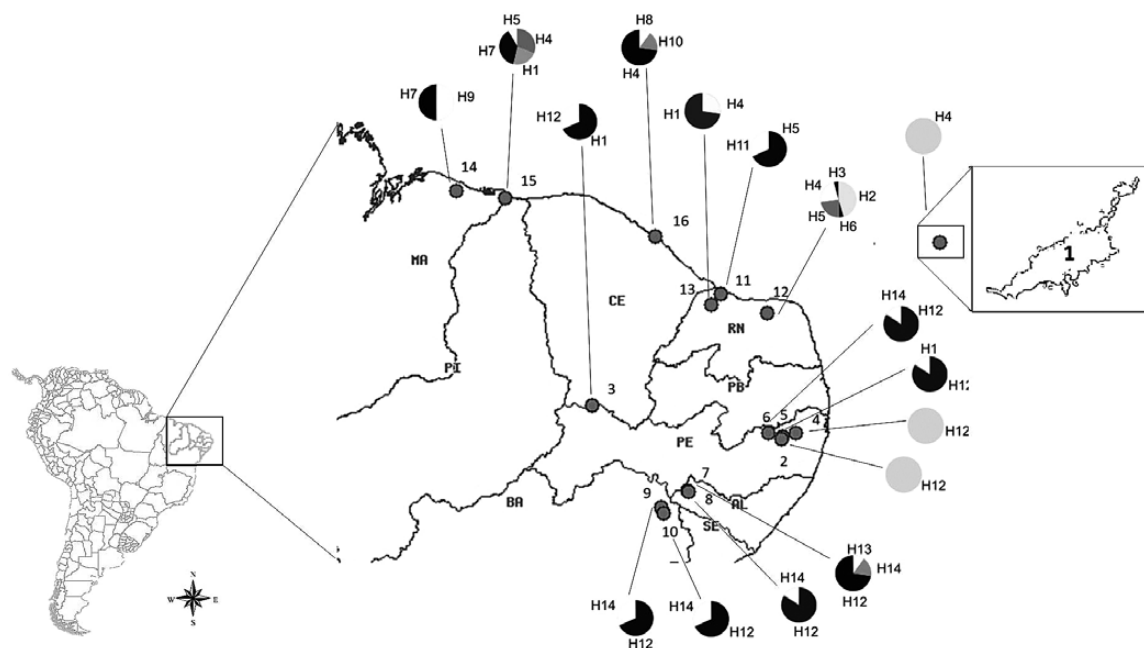 H5
H7 H4
H1
H8
H10
H4
H7 H9
H12
H1
H1 H4
H5
H11
H3
H4 H2
H5
H6
H4
14
15
16
MA
CE
13
11
12
RN
1
H14
H12
PI
PB
H1
H12
3
6
5
4
H12
PE
2
H12
7
8
9
10
BA
AL
SE
H13
H14
H12
H14
H12
H14
H12
H14
H12
N
W E
S